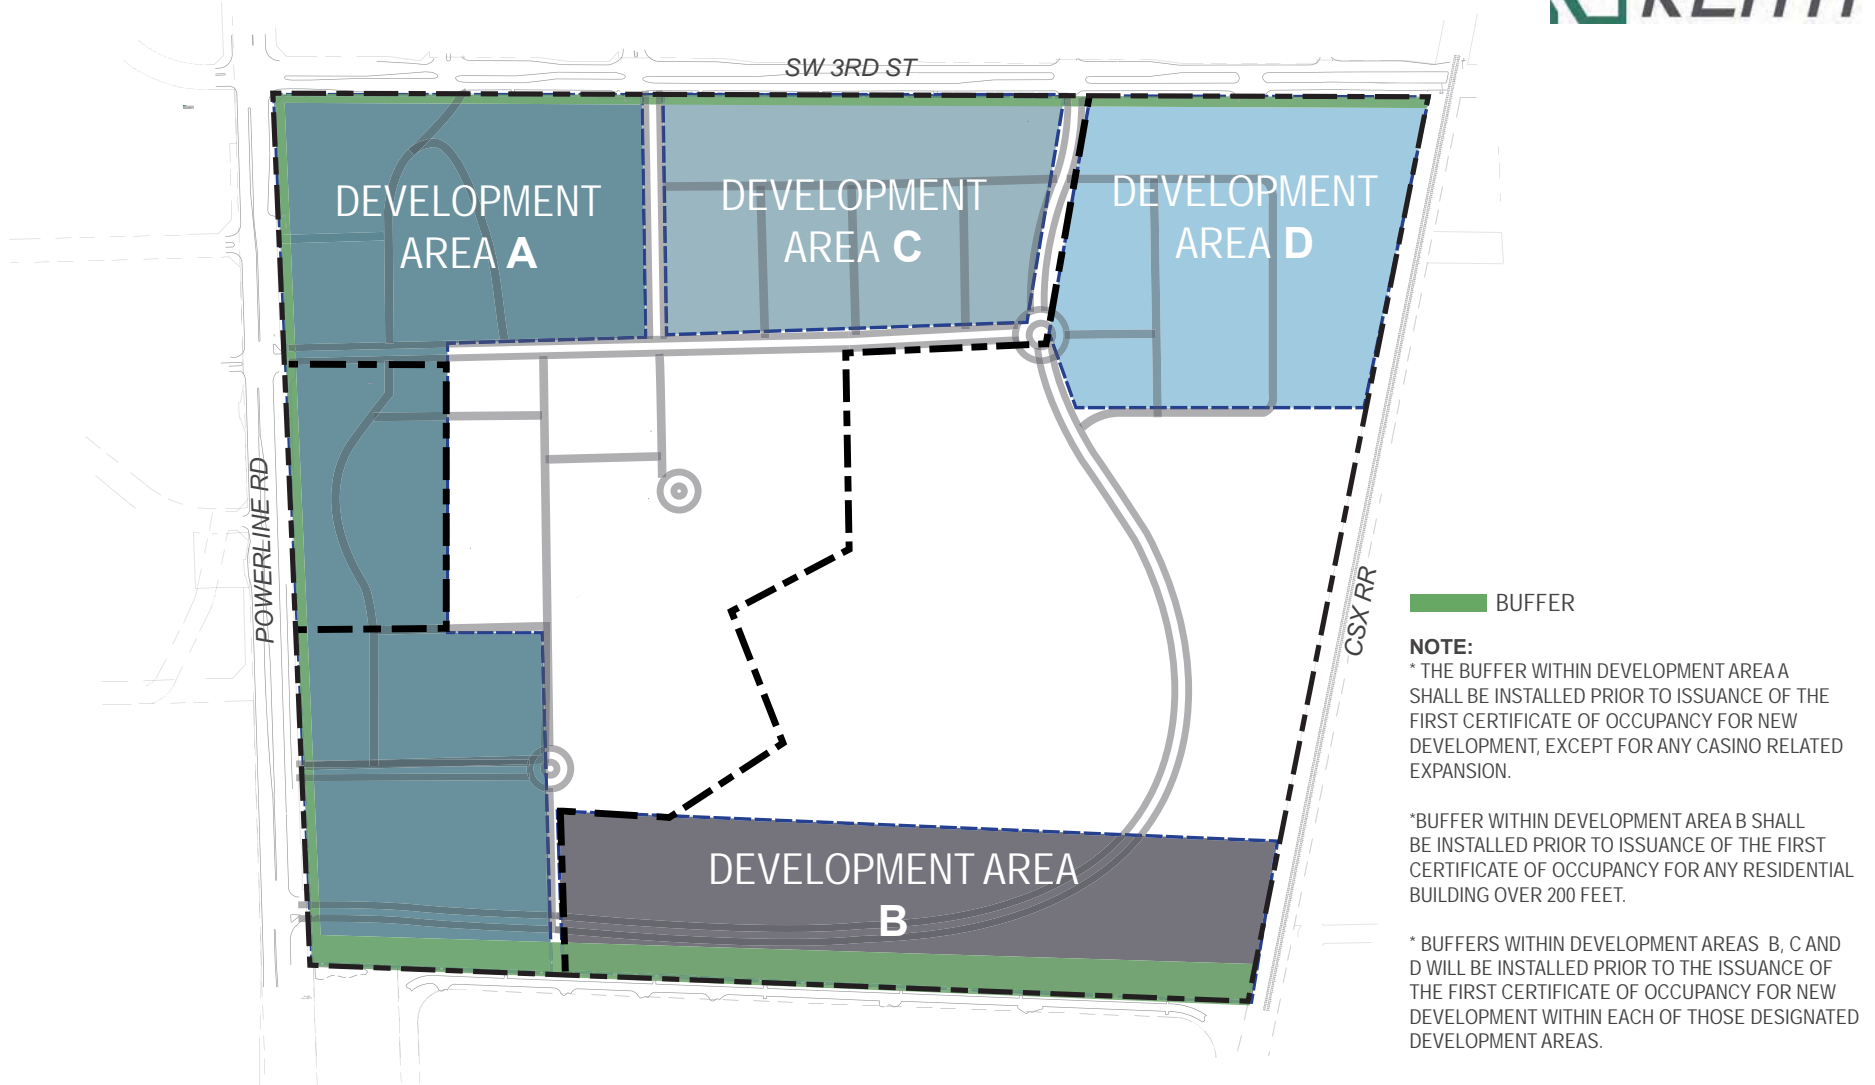 KEITH
SW 3RD ST
DEVELOPMENT
AREA A
DEVELOPMENT
AREA C
DEVELOPMENT
AREA D
POWERLINE RD
CSX RR
DEVELOPMENT AREA
B
BUFFER
NOTE:
* THE BUFFER WITHIN DEVELOPMENT AREA A
SHALL BE INSTALLED PRIOR TO ISSUANCE OF THE
FIRST CERTIFICATE OF OCCUPANCY FOR NEW
DEVELOPMENT, EXCEPT FOR ANY CASINO RELATED
EXPANSION.
*BUFFER WITHIN DEVELOPMENT AREA B SHALL
BE INSTALLED PRIOR TO ISSUANCE OF THE FIRST
CERTIFICATE OF OCCUPANCY FOR ANY RESIDENTIAL
BUILDING OVER 200 FEET.
* BUFFERS WITHIN DEVELOPMENT AREAS  B, C AND
D WILL BE INSTALLED PRIOR TO THE ISSUANCE OF
THE FIRST CERTIFICATE OF OCCUPANCY FOR NEW
DEVELOPMENT WITHIN EACH OF THOSE DESIGNATED
DEVELOPMENT AREAS.